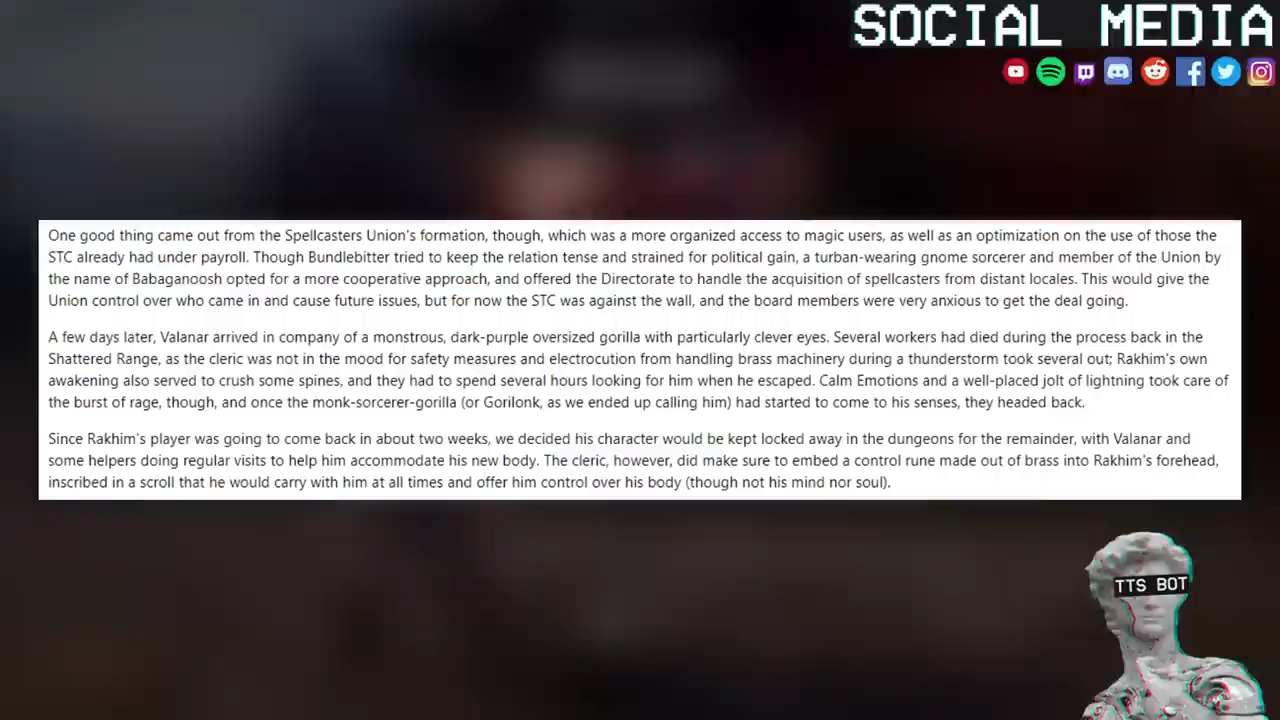 SOCIAL MEDIA
One good thing came out from the Spellcasters Union's formation, though, which was a more organized access to magic users, as well as an optimization on the use of those the
STC already had under payroll. Though Bundlebitter tried to keep the relation tense and strained for political gain, a turban-wearing gnome sorcerer and member of the Union by
the name of Babaganoosh opted for a more cooperative approach, and offered the Directorate to handle the acquisition of spellcasters from distant locales. This would give the
Union control over who came in and cause future issues, but for now the STC was against the wall, and the board members were very anxious to get the deal going.
A few days later, Valanar arrived in company of a monstrous, dark-purple oversized gorilla with particularly clever eyes. Several workers had died during the process back in the
Shattered Range, as the cleric was not in the mood for safety measures and electrocution from handling brass machinery during a thunderstorm took several out; Rakhim's own
awakening also served to crush some spines, and they had to spend several hours looking for him when he escaped. Calm Emotions and a well-placed jolt of lightning took care of
the burst of rage, though, and once the monk-sorcerer-gorilla (or Gorilonk, as we ended up calling him) had started to come to his senses, they headed back.
Since Rakhim's player was going to come back in about two weeks, we decided his character would be kept locked away in the dungeons for the remainder, with Valanar and
some helpers doing regular visits to help him accommodate his new body. The cleric, however, did make sure to embed a control rune made out of brass into Rakhim's forehead,
inscribed in a scroll that he would carry with him at all times and offer him control over his body (though not his mind nor soul).
TTS BOT